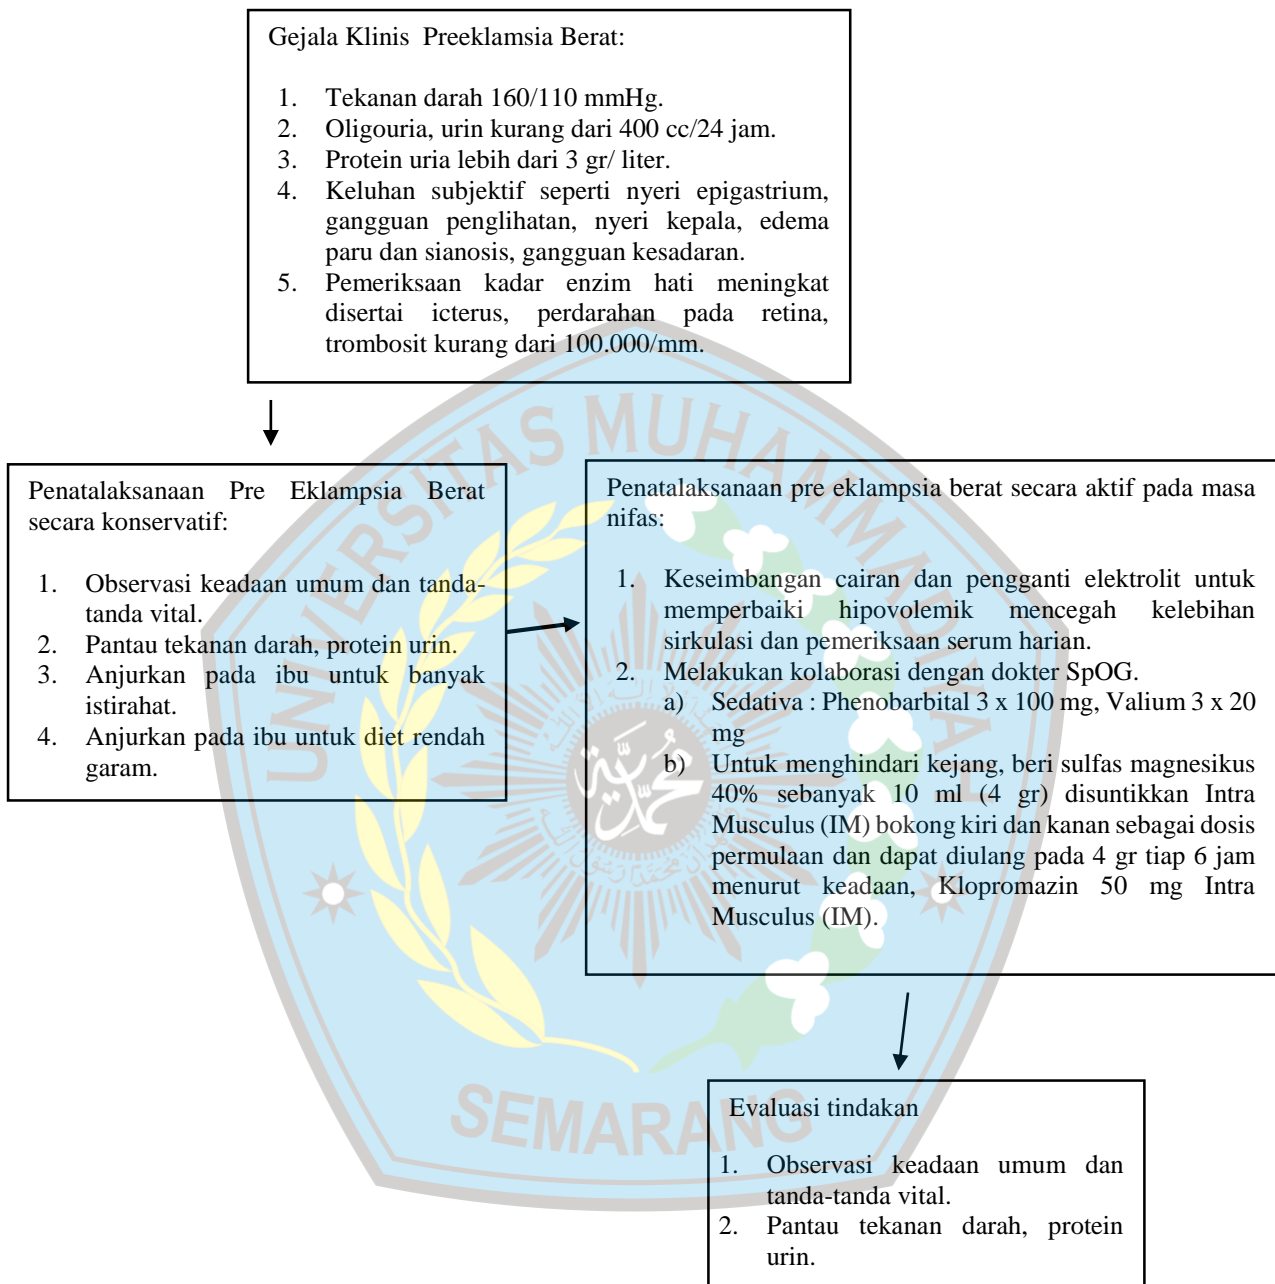 Gejala Klinis  Preeklamsia Berat:
1. Tekanan darah 160/110 mmHg.
2. Oligouria, urin kurang dari 400 cc/24 jam.
3. Protein uria lebih dari 3 gr/ liter.
4. Keluhan subjektif seperti nyeri epigastrium,
gangguan penglihatan, nyeri kepala, edema
paru dan sianosis, gangguan kesadaran.
5. Pemeriksaan kadar enzim hati meningkat
disertai icterus, perdarahan pada retina,
trombosit kurang dari 100.000/mm.
Penatalaksanaan Pre Eklampsia Berat
secara konservatif:
1. Observasi keadaan umum dan tanda-
tanda vital.
2. Pantau tekanan darah, protein urin.
3. Anjurkan pada ibu untuk banyak
istirahat.
4. Anjurkan pada ibu untuk diet rendah
garam.
Penatalaksanaan pre eklampsia berat secara aktif pada masa
nifas:
1. Keseimbangan cairan dan pengganti elektrolit untuk
memperbaiki hipovolemik mencegah kelebihan
sirkulasi dan pemeriksaan serum harian.
2. Melakukan kolaborasi dengan dokter SpOG.
a) Sedativa : Phenobarbital 3 x 100 mg, Valium 3 x 20
mg
b) Untuk menghindari kejang, beri sulfas magnesikus
40% sebanyak 10 ml (4 gr) disuntikkan Intra
Musculus (IM) bokong kiri dan kanan sebagai dosis
permulaan dan dapat diulang pada 4 gr tiap 6 jam
menurut keadaan, Klopromazin 50 mg Intra
Musculus (IM).
Evaluasi tindakan
1. Observasi keadaan umum dan
tanda-tanda vital.
2. Pantau tekanan darah, protein
urin.
UNIVERSITAS MUHAMMADIYAH
SEMARANG
محمدية